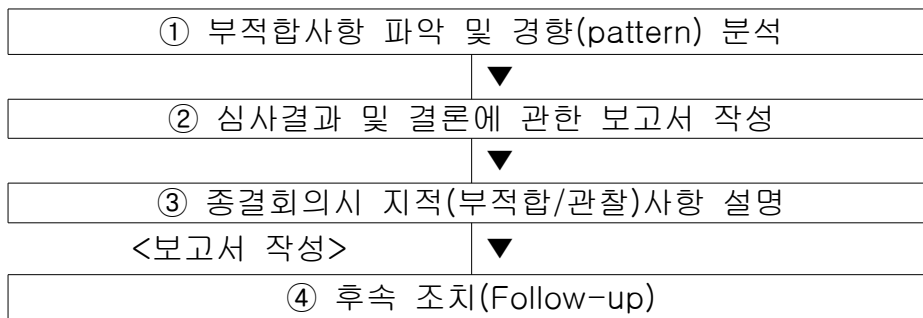 ① 부적합사항 파악 및 경향(pattern) 분석
▼
② 심사결과 및 결론에 관한 보고서 작성
▼
③ 종결회의시 지적(부적합/관찰)사항 설명
<보고서 작성> ▼
④ 후속 조치(Follow-up)